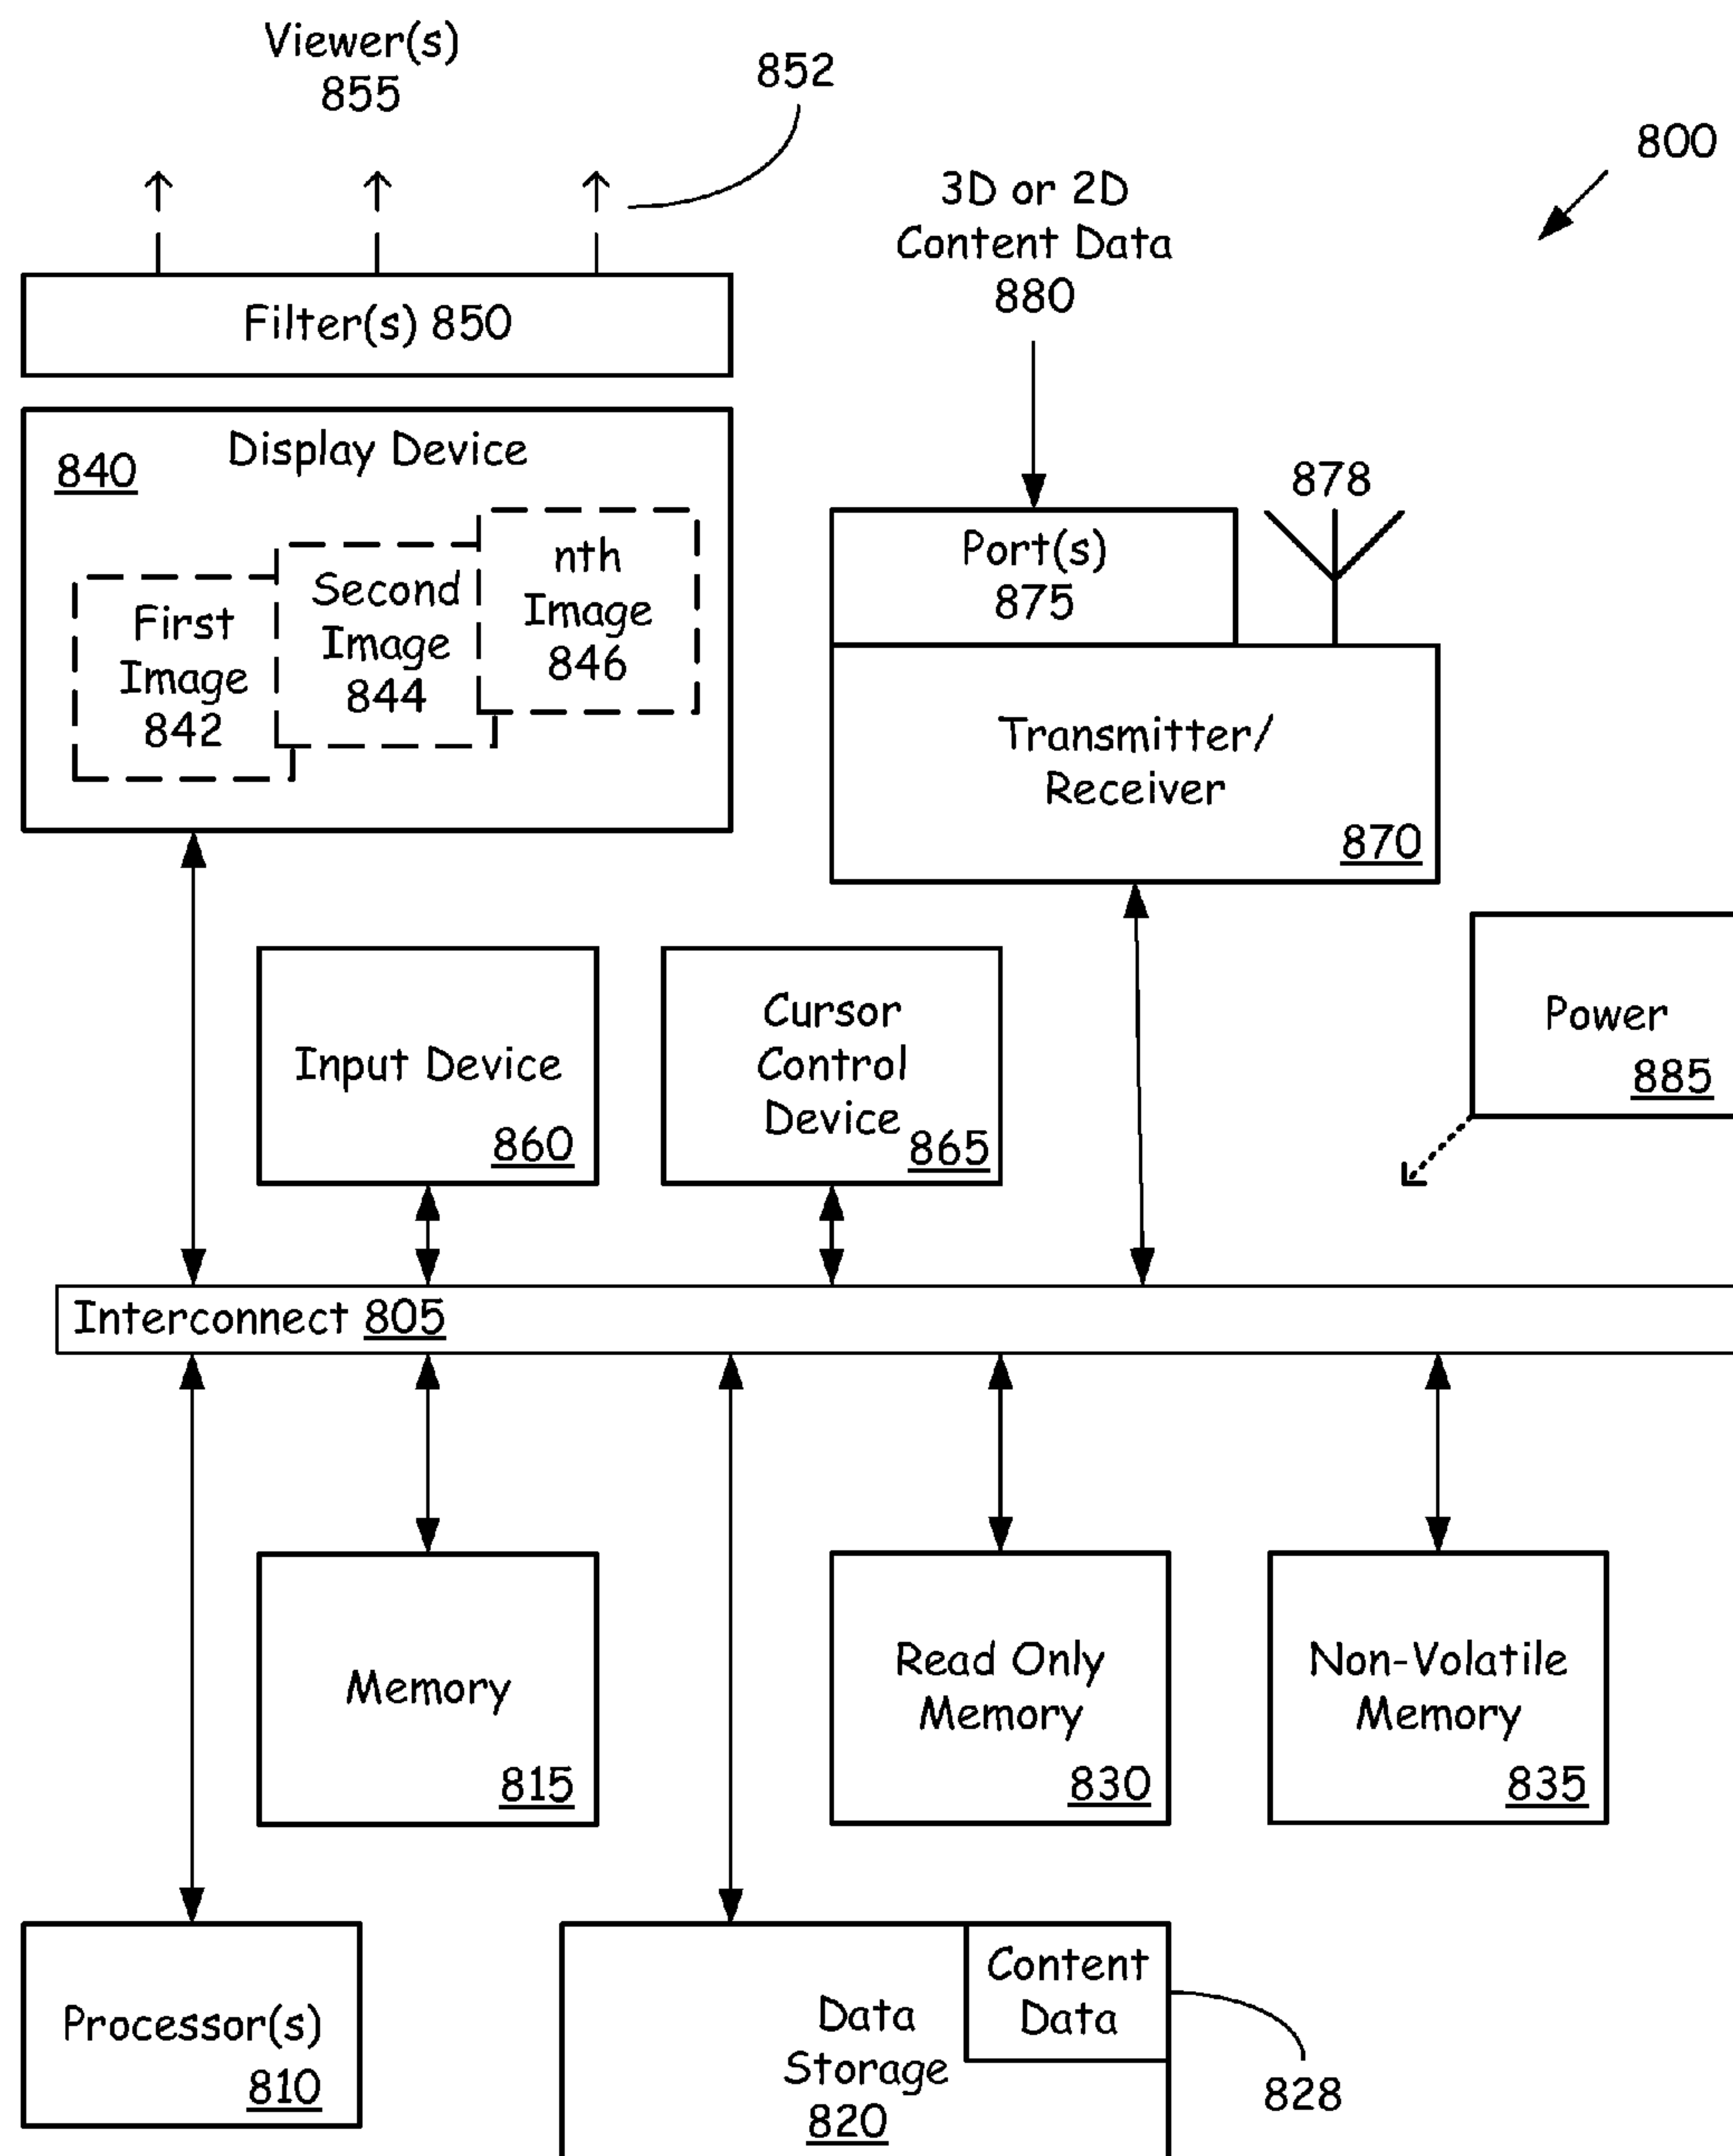 Viewer(s)
855
852
800
3D or 2D
Content Data
880
Filter(s) 850
Display Device
840
First
Image
842
Second
Image
844
nth
Image
846
878
Port(s)
875
Transmitter/
Receiver
870
Power
885
Input Device
860
Cursor
Control
Device
865
Interconnect 805
Memory
815
Read Only
Memory
830
Non-Volatile
Memory
835
Processor(s)
810
Data
Storage
820
Content
Data
828